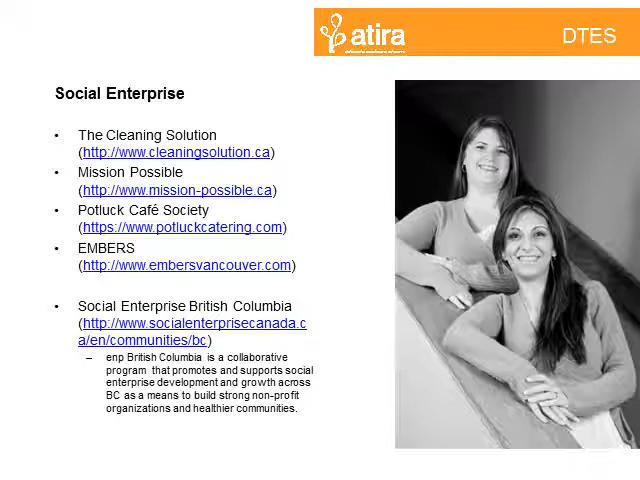 atira
DTES
Social Enterprise
• The Cleaning Solution
(http://www.cleaningsolution.ca)
• Mission Possible
(http://www.mission-possible.ca)
• Potluck Café Society
(https://www.potluckcatering.com)
• EMBERS
(http://www.embersvancouver.com)
• Social Enterprise British Columbia
(http://www.socialenterprisecanada.c
a/en/communities/bc)
– enp British Columbia is a collaborative
program that promotes and supports social
enterprise development and growth across
BC as a means to build strong non-profit
organizations and healthier communities.